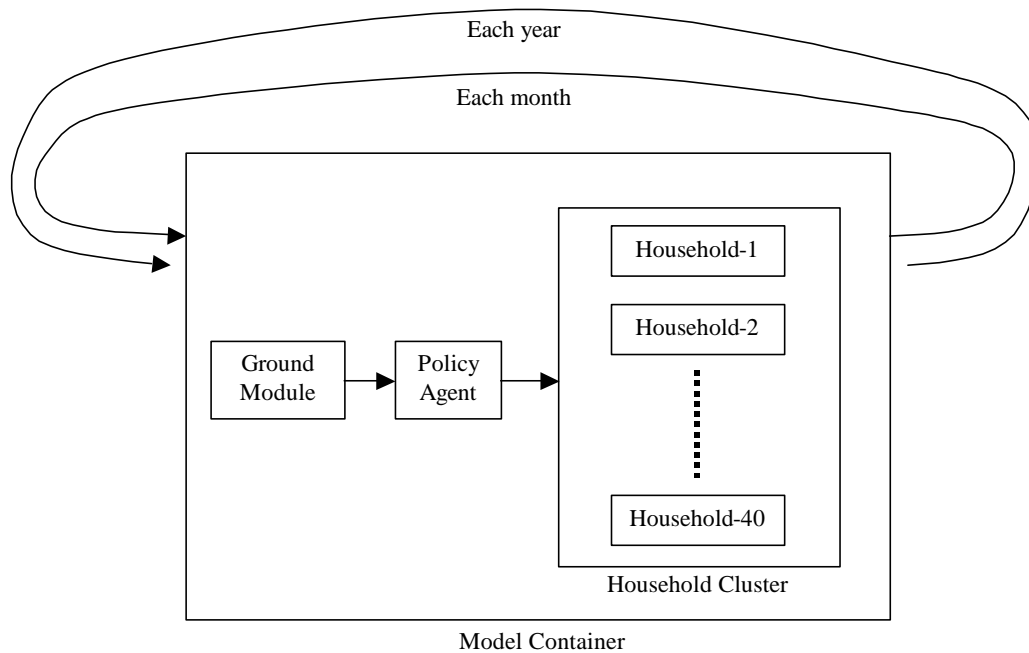 Each year
Each month
Household-1
Household-2
Ground
Module
Policy
Agent
Household-40
Household Cluster
Model Container